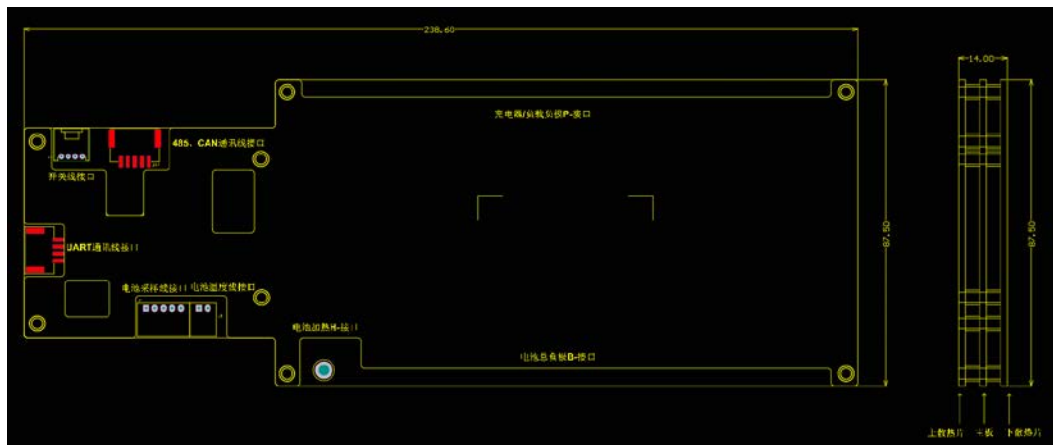 238.60
14.00
充电器/负载负极P-接口
485、CAN通讯线接口
开关线接口
87.50
87.50
UART通讯线接口
电池采样线接口
电池温度线接口
电池加热H-接口
电池总负极B-接口
上散热片
主板
下散热片